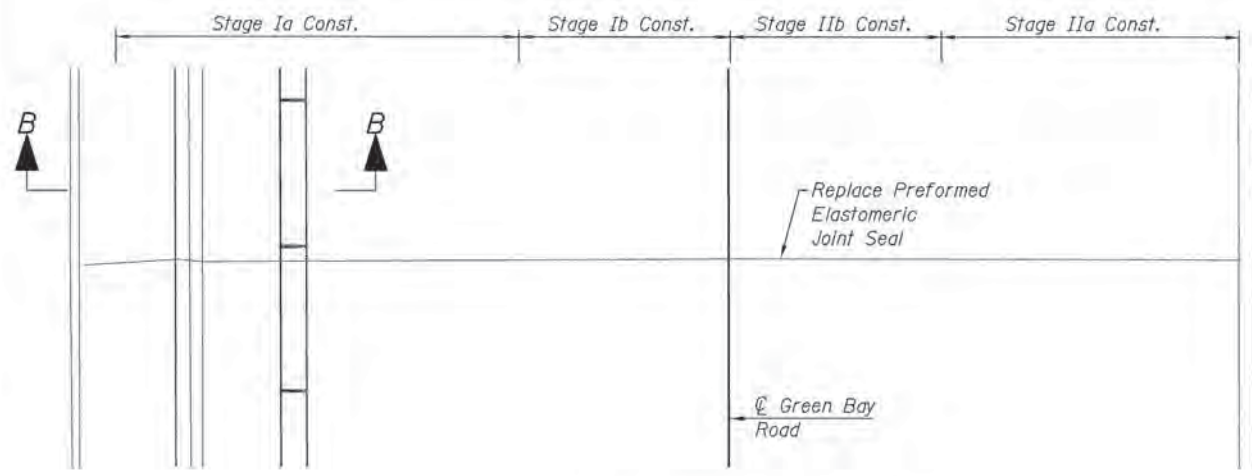 Stage Ia Const.
Stage Ib Const.
Stage IIb Const.
Stage IIa Const.
B
B
Replace Preformed
Elastomeric
Joint Seal
℄ Green Bay
Road